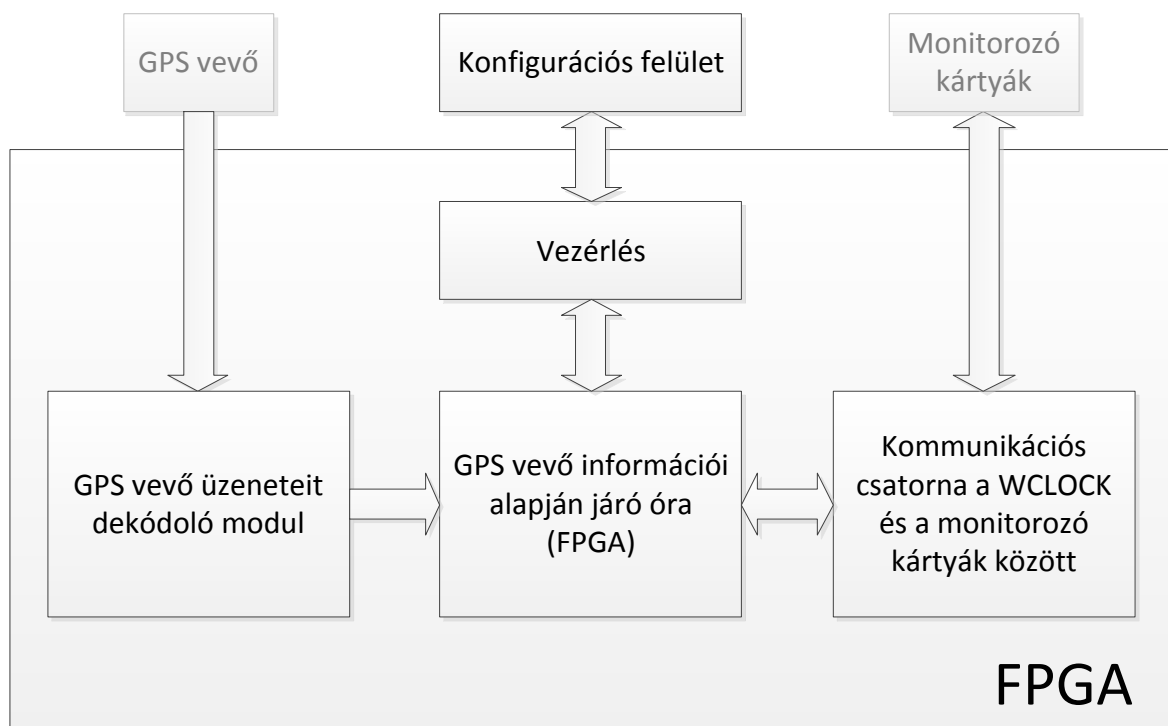 GPS vevő
Konfigurációs felület
Monitorozó
kártyák
Vezérlés
GPS vevő üzeneteit
dekódoló modul
GPS vevő információi
alapján járó óra
(FPGA)
Kommunikációs
csatorna a WCLOCK
és a monitorozó
kártyák között
FPGA